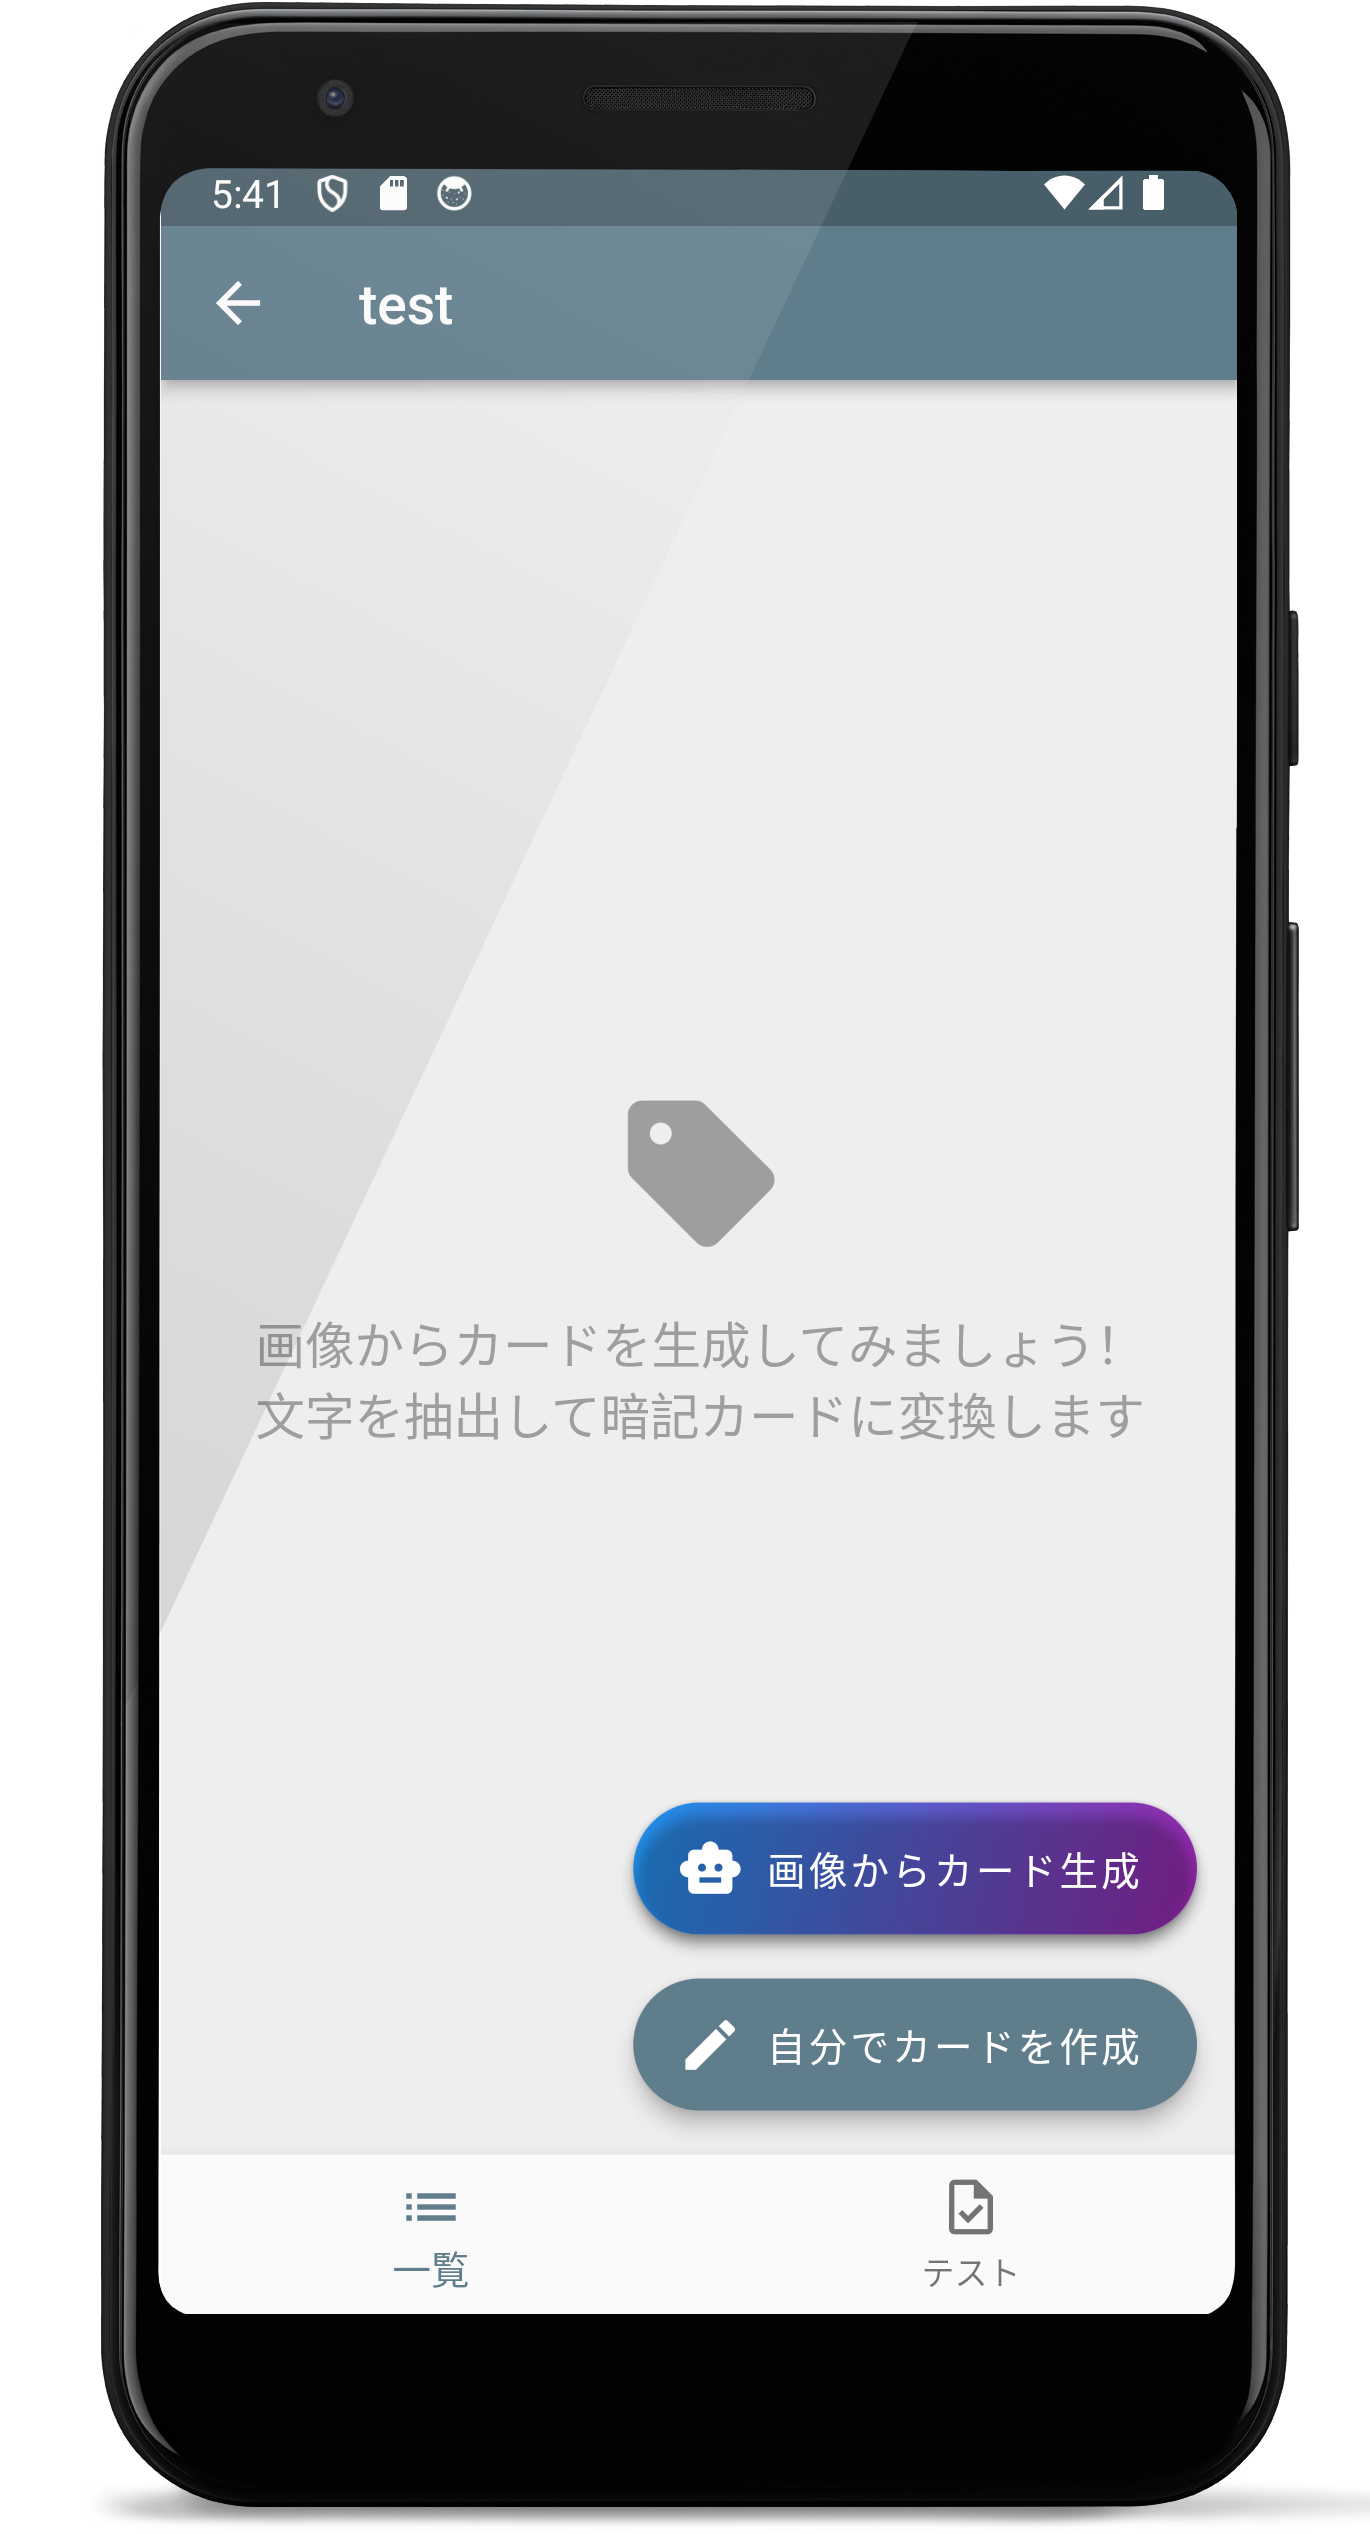 5:41
test
画像からカードを生成してみましょう！
文字を抽出して暗記カードに変換します
画像からカード生成
自分でカードを作成
一覧
テスト